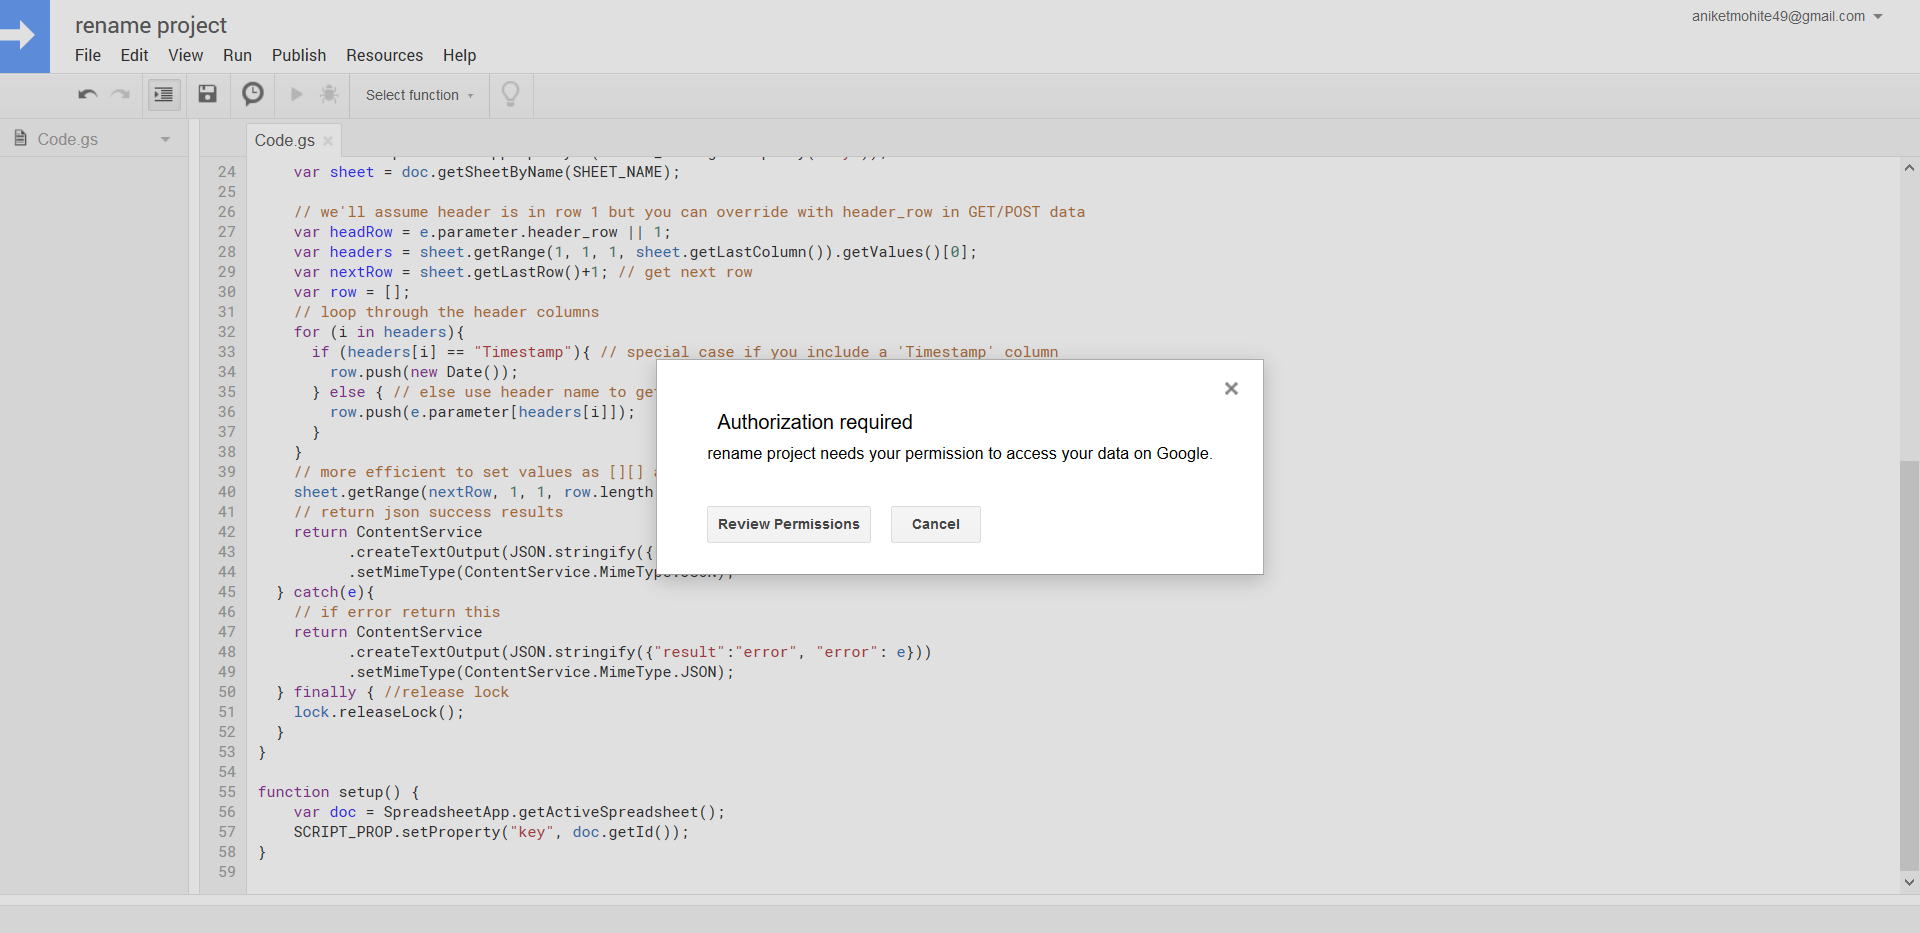 rename project
aniketmohite49@gmail.com
File Edit View Run Publish Resources Help
Select function
Code.gs
Code.gs
24 var sheet = doc.getSheetByName(SHEET_NAME);
25
26 // we'll assume header is in row 1 but you can override with header_row in GET/POST data
27 var headRow = e.parameter.header_row || 1;
28 var headers = sheet.getRange(1, 1, 1, sheet.getLastColumn()).getValues()[0];
29 var nextRow = sheet.getLastRow()+1; // get next row
30 var row = [];
31 // loop through the header columns
32 for (i in headers){
33 if (headers[i] == "Timestamp"){ // special case if you include a 'Timestamp' column
34 row.push(new Date());
35 } else { // else use header name to get
36 row.push(e.parameter[headers[i]]);
37 }
38 }
39 // more efficient to set values as [][]
40 sheet.getRange(nextRow, 1, 1, row.length
41 // return json success results
42 return ContentService
43 .createTextOutput(JSON.stringify({
44 .setMimeType(ContentService.MimeType.JSON);
45 } catch(e){
46 // if error return this
47 return ContentService
48 .createTextOutput(JSON.stringify({"result":"error", "error": e}))
49 .setMimeType(ContentService.MimeType.JSON);
50 } finally { //release lock
51 lock.releaseLock();
52 }
53 }
54
55 function setup() {
56 var doc = SpreadsheetApp.getActiveSpreadsheet();
57 SCRIPT_PROP.setProperty("key", doc.getId());
58 }
59
Authorization required
rename project needs your permission to access your data on Google.
Review Permissions Cancel